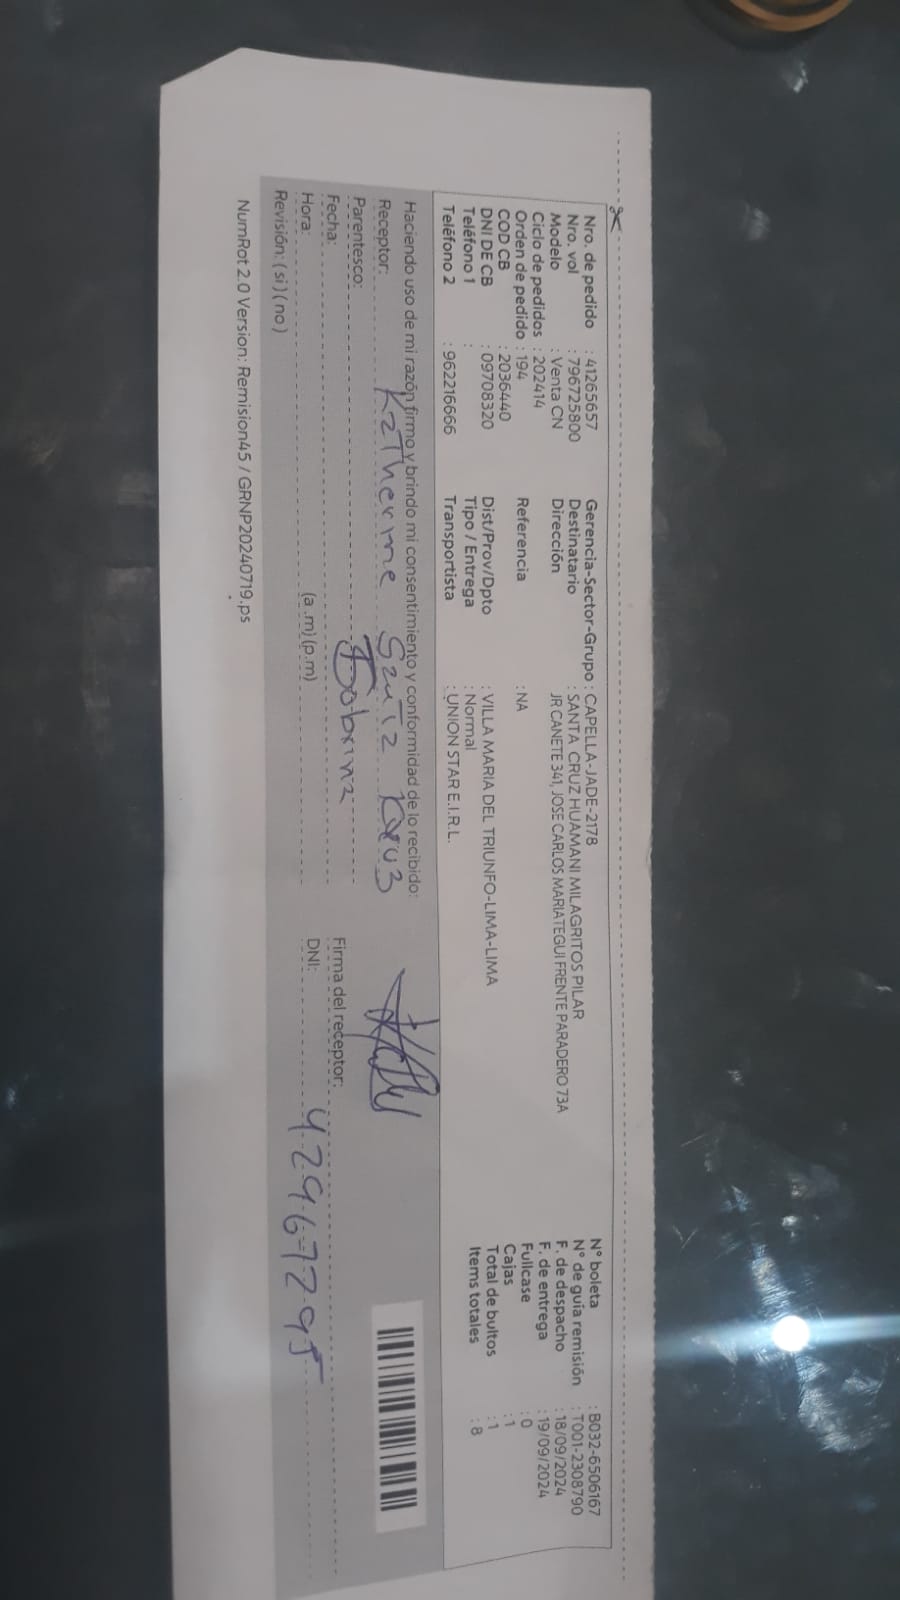 Nro. de pedido : 41265657
Nro. vol : 796725800
Modelo : Venta CN
Ciclo de pedidos : 202414
Orden de pedido : 194
COD CB : 2036440
DNI DE CB : 09708320
Teléfono 1 :
Teléfono 2 : 962216666
Gerencia-Sector-Grupo : CAPELLA-JADE-2178
Destinatario : SANTA CRUZ HUAMANI MILAGRITOS PILAR
Dirección JR CANETE 341, JOSE CARLOS MARIATEGUI FRENTE PARADERO 73A
Referencia : NA
Dist/Prov/Dpto : VILLA MARIA DEL TRIUNFO-LIMA-LIMA
Tipo / Entrega : Normal
Transportista : UNION STAR E.I.R.L.
N° boleta : B032-6506167
N° de guia remisión : T001-2308790
F. de despacho : 18/09/2024
F. de entrega : 19/09/2024
Fullcase : 0
Cajas : 1
Total de bultos : 1
Items totales : 8
Haciendo uso de mi razón firmo y brindo mi consentimiento y conformidad de lo recibido:
Receptor: Katherine
Parentesco: Sobrina
Fecha:
Hora: (a.m)(p.m)
Revisión: ( si ) ( no )
Firma del receptor:
DNI: 42967295
NumRot 2.0 Version: Remision45 / GRNP20240719.ps